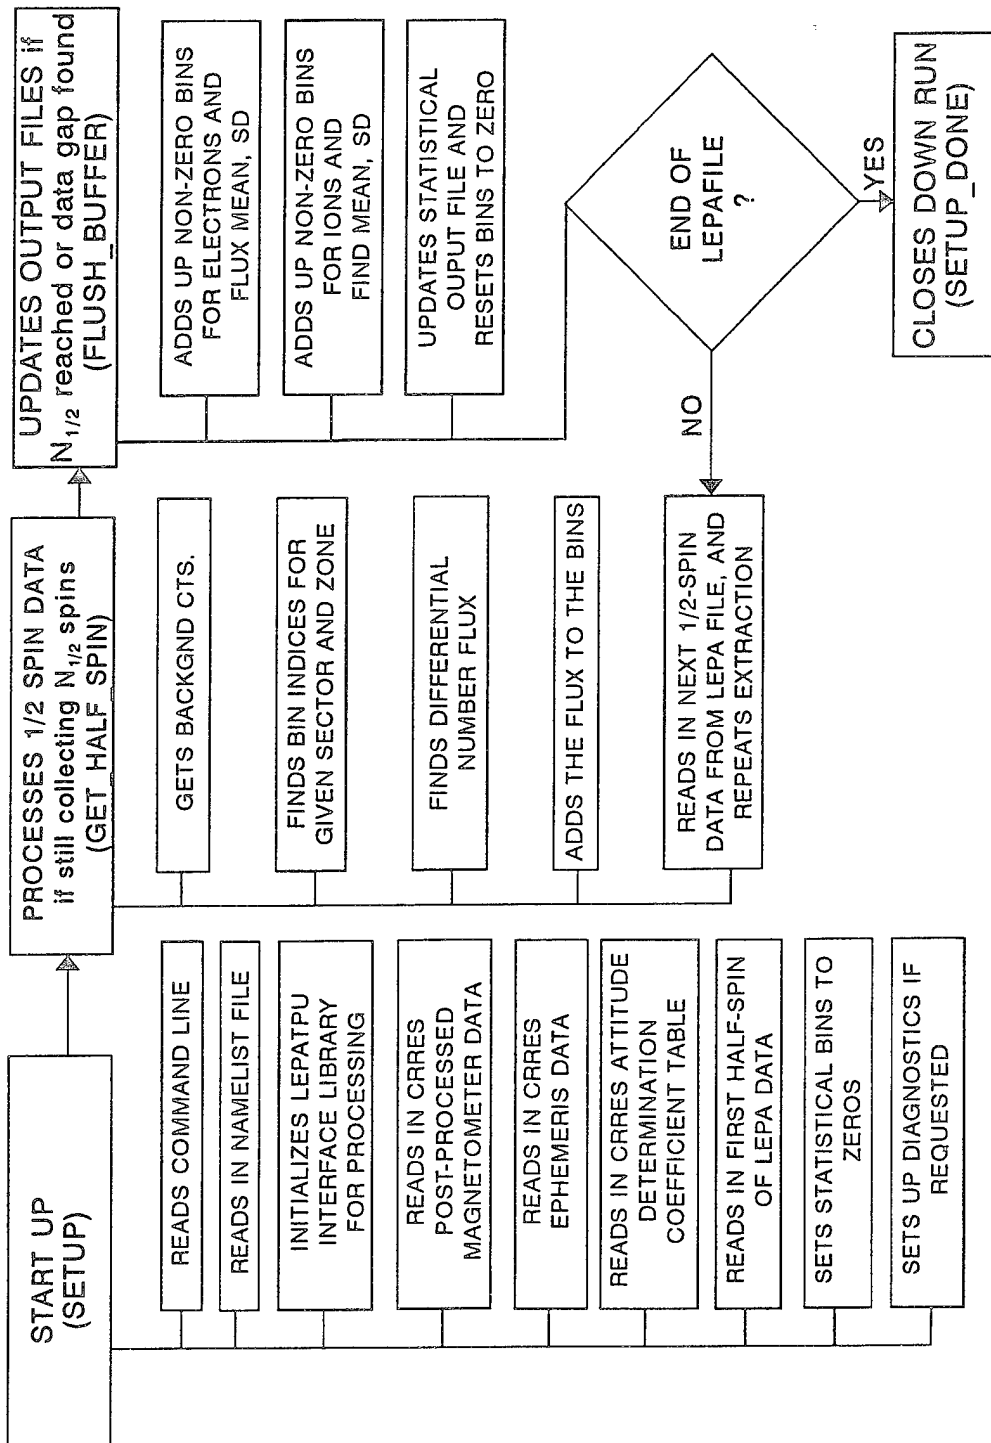 START UP
(SETUP)
READS COMMAND LINE
READS IN NAMELIST FILE
INITIALIZES LEPATPU
INTERFACE LIBRARY
FOR PROCESSING
READS IN CRRES
POST-PROCESSED
MAGNETOMETER DATA
READS IN CRRES
EPHEMERIS DATA
READS IN CRRES ATTITUDE
DETERMINATION
COEFFICIENT TABLE
READS IN FIRST HALF-SPIN
OF LEPA DATA
SETS STATISTICAL BINS TO
ZEROS
SETS UP DIAGNOSTICS IF
REQUESTED
PROCESSES 1/2 SPIN DATA
if still collecting N1/2 spins
(GET_HALF_SPIN)
GETS BACKGND CTS.
FINDS BIN INDICES FOR
GIVEN SECTOR AND ZONE
FINDS DIFFERENTIAL
NUMBER FLUX
ADDS THE FLUX TO THE BINS
READS IN NEXT 1/2-SPIN
DATA FROM LEPA FILE, AND
REPEATS EXTRACTION
UPDATES OUTPUT FILES if
N1/2 reached or data gap found
(FLUSH_BUFFER)
ADDS UP NON-ZERO BINS
FOR ELECTRONS AND
FLUX MEAN, SD
ADDS UP NON-ZERO BINS
FOR IONS AND
FIND MEAN, SD
UPDATES STATISTICAL
OUPUT FILE AND
RESETS BINS TO ZERO
END OF
LEPAFILE
?
NO
YES
CLOSES DOWN RUN
(SETUP_DONE)